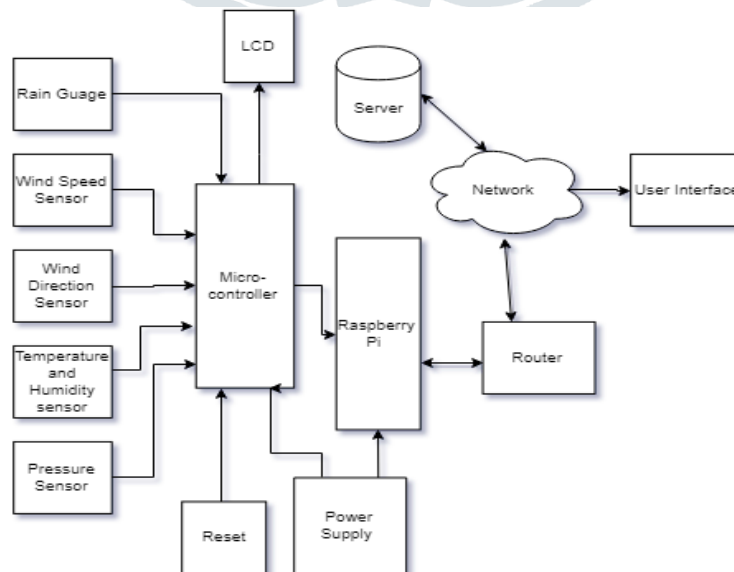 LCD
Rain Guage
Server
Wind Speed
Sensor
Network
User Interface
Wind
Direction
Sensor
Micro-
controller
Raspberry
Pi
Router
Temperature
and
Humidity
sensor
Pressure
Sensor
Reset
Power
Supply